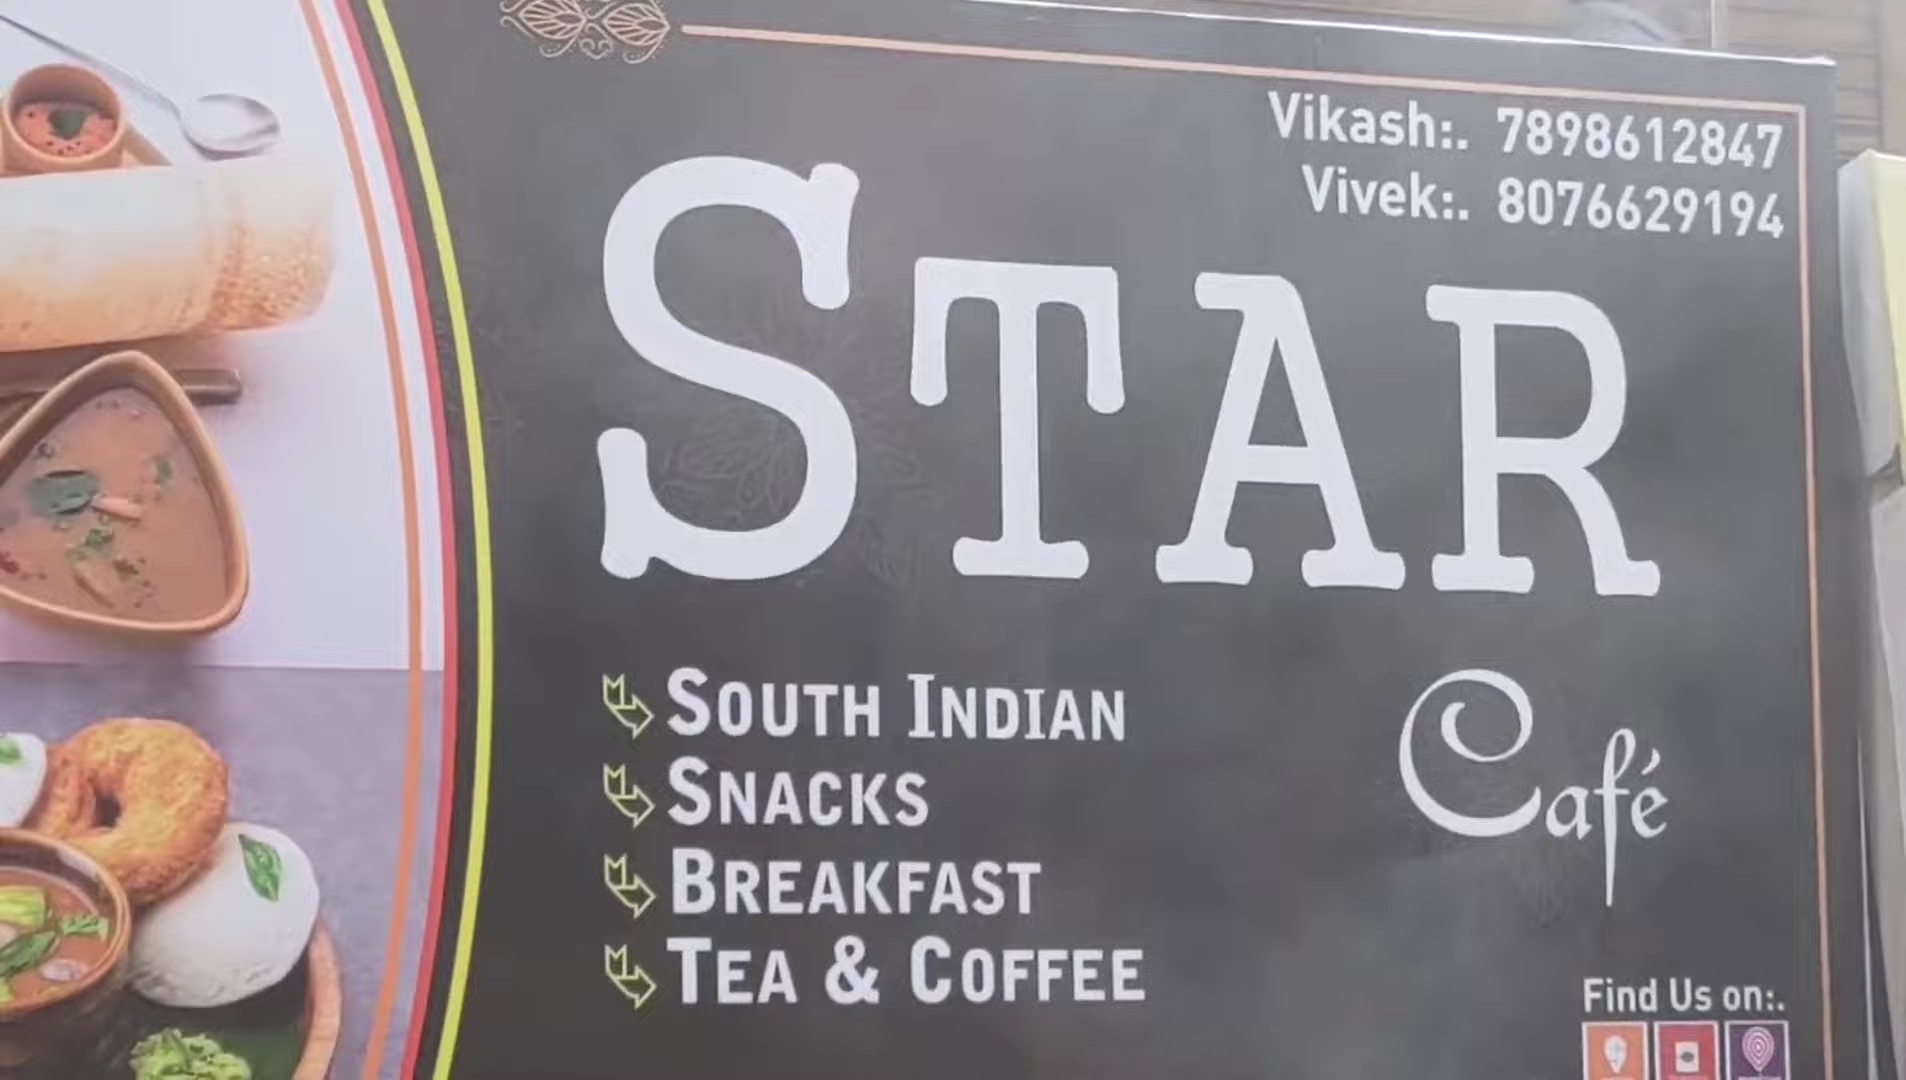 Vikash:. 7898612847
Vivek:. 8076629194
STAR
Café
SOUTH INDIAN
SNACKS
BREAKFAST
TEA & COFFEE
Find Us on:.